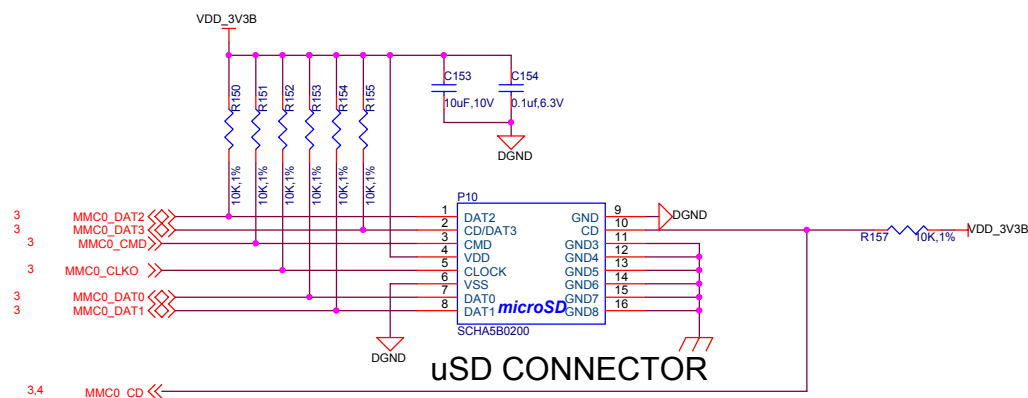 VDD_3V3B
R150
R151
R152
R153
R154
R155
10K,1%
10K,1%
10K,1%
10K,1%
10K,1%
10K,1%
C153
10uF,10V
C154
0.1uf,6.3V
DGND
P10
3 MMC0_DAT2 1 DAT2 GND 9 DGND
3 MMC0_DAT3 2 CD/DAT3 CD 10
3 MMC0_CMD 3 CMD GND3 11
4 VDD GND4 12
3 MMC0_CLKO 5 CLOCK GND5 13
6 VSS GND6 14
3 MMC0_DAT0 7 DAT0 GND7 15
3 MMC0_DAT1 8 DAT1 GND8 16
microSD
SCHA5B0200
R157 10K,1% VDD_3V3B
DGND
uSD CONNECTOR
3,4 MMC0_CD